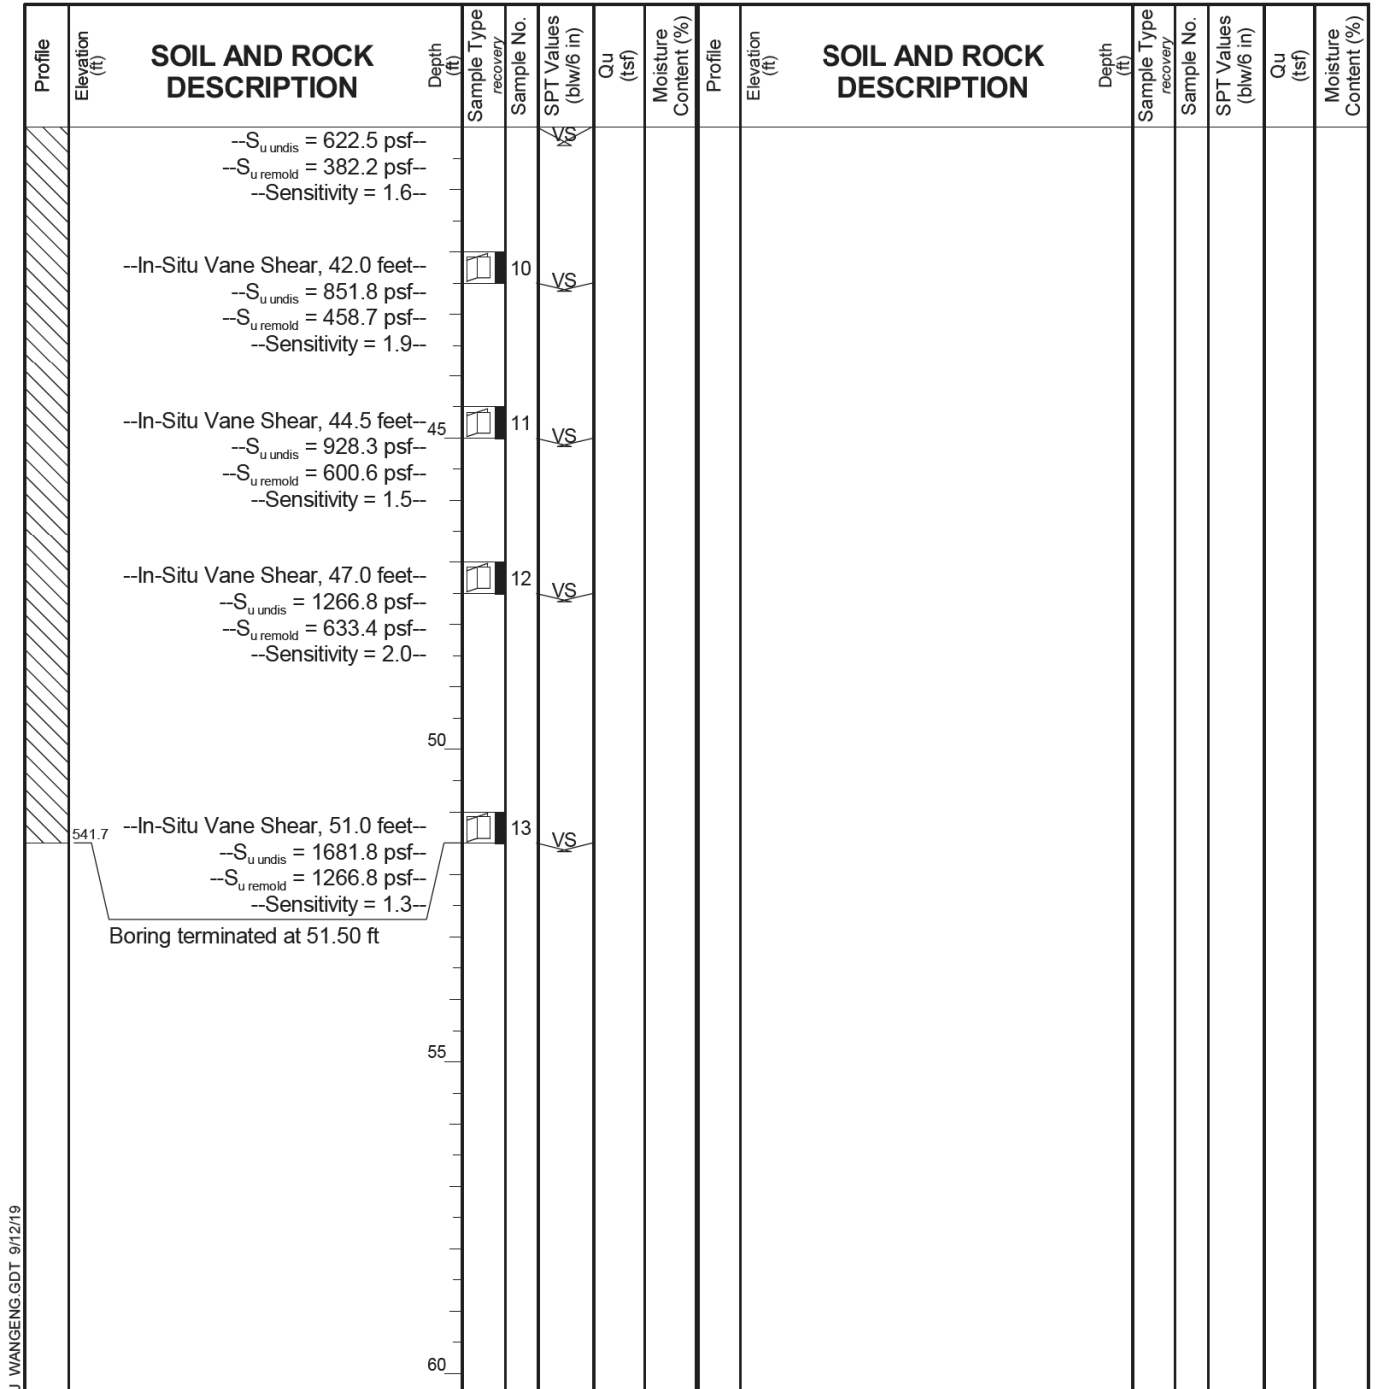 Profile
Elevation
(ft)
SOIL AND ROCK
DESCRIPTION
Depth
(ft)
Sample Type
recovery
Sample No.
SPT Values
(blw/6 in)
Qu
(tsf)
Moisture
Content (%)
Profile
Elevation
(ft)
SOIL AND ROCK
DESCRIPTION
Depth
(ft)
Sample Type
recovery
Sample No.
SPT Values
(blw/6 in)
Qu
(tsf)
Moisture
Content (%)
--Su undis = 622.5 psf-- VS
--Su remold = 382.2 psf--
--Sensitivity = 1.6--
--In-Situ Vane Shear, 42.0 feet-- 10 VS
--Su undis = 851.8 psf--
--Su remold = 458.7 psf--
--Sensitivity = 1.9--
--In-Situ Vane Shear, 44.5 feet-- 45 11 VS
--Su undis = 928.3 psf--
--Su remold = 600.6 psf--
--Sensitivity = 1.5--
--In-Situ Vane Shear, 47.0 feet-- 12 VS
--Su undis = 1266.8 psf--
--Su remold = 633.4 psf--
--Sensitivity = 2.0--
50
541.7 --In-Situ Vane Shear, 51.0 feet-- 13 VS
--Su undis = 1681.8 psf--
--Su remold = 1266.8 psf--
--Sensitivity = 1.3--
Boring terminated at 51.50 ft
55
60
WANGENG.GDT 9/12/19